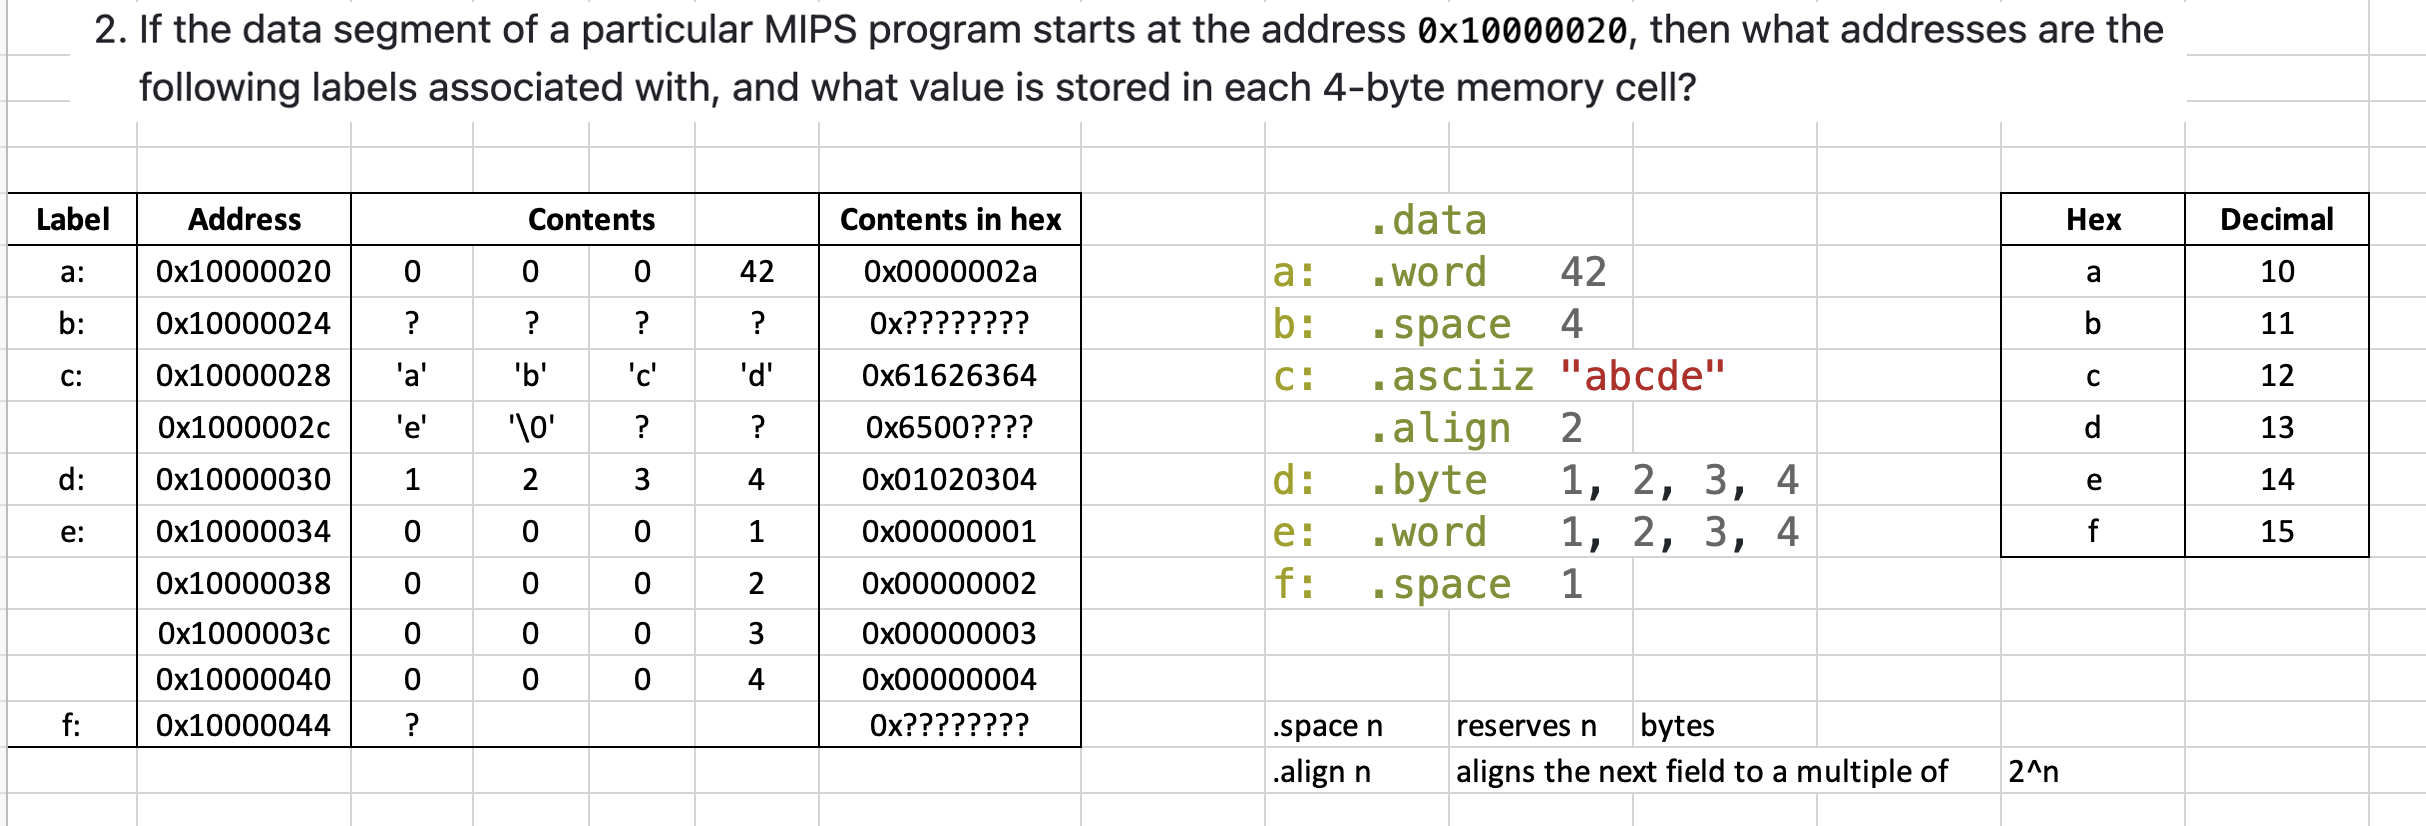 2. If the data segment of a particular MIPS program starts at the address 0x10000020, then what addresses are the
following labels associated with, and what value is stored in each 4-byte memory cell?
Label Address Contents Contents in hex
a: 0x10000020 0 0 0 42 0x0000002a
b: 0x10000024 ? ? ? ? 0x????????
c: 0x10000028 'a' 'b' 'c' 'd' 0x61626364
0x1000002c 'e' '\0' ? ? 0x6500????
d: 0x10000030 1 2 3 4 0x01020304
e: 0x10000034 0 0 0 1 0x00000001
0x10000038 0 0 0 2 0x00000002
0x1000003c 0 0 0 3 0x00000003
0x10000040 0 0 0 4 0x00000004
f: 0x10000044 ? 0x????????
.data
a: .word 42
b: .space 4
c: .asciiz "abcde"
.align 2
d: .byte 1, 2, 3, 4
e: .word 1, 2, 3, 4
f: .space 1
.space n reserves n bytes
.align n aligns the next field to a multiple of 2^n
Hex Decimal
a 10
b 11
c 12
d 13
e 14
f 15